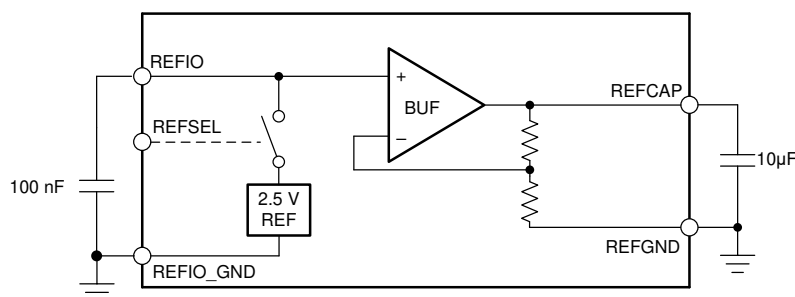 REFIO
REFSEL
100 nF
2.5 V
REF
REFIO_GND
+
BUF
−
REFCAP
10µF
REFGND